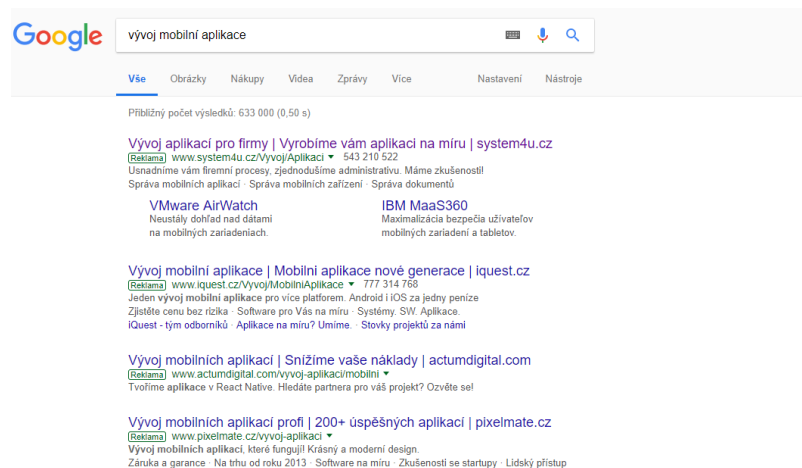 Google
vývoj mobilní aplikace
Vše Obrázky Nákupy Videa Zprávy Více Nastavení Nástroje
Přibližný počet výsledků: 633 000 (0,50 s)
Vývoj aplikací pro firmy | Vyrobíme vám aplikaci na míru | system4u.cz
Reklama www.system4u.cz/Vyvoj/Aplikaci 543 210 522
Usnadníme vám firemní procesy, zjednodušíme administrativu. Máme zkušenosti!
Správa mobilních aplikací · Správa mobilních zařízení · Správa dokumentů
VMware AirWatch IBM MaaS360
Neustály dohľad nad dátami Maximalizácia bezpečia užívateľov
na mobilných zariadeniach. mobilných zariadení a tabletov.
Vývoj mobilní aplikace | Mobilni aplikace nové generace | iquest.cz
Reklama www.iquest.cz/Vyvoj/MobilniAplikace 777 314 768
Jeden vývoj mobilní aplikace pro více platforem. Android i iOS za jedny peníze
Zjistěte cenu bez rizika · Software pro Vás na míru · Systémy. SW. Aplikace.
iQuest - tým odborníků · Aplikace na míru? Umíme. · Stovky projektů za námi
Vývoj mobilních aplikací | Snížíme vaše náklady | actumdigital.com
Reklama www.actumdigital.com/vyvoj-aplikaci/mobilni
Tvoříme aplikace v React Native. Hledáte partnera pro váš projekt? Ozvěte se!
Vývoj mobilních aplikací profi | 200+ úspěšných aplikací | pixelmate.cz
Reklama www.pixelmate.cz/vyvoj-aplikaci
Vývoj mobilních aplikací, které fungují! Krásný a moderní design.
Záruka a garance · Na trhu od roku 2013 · Software na míru · Zkušenosti se startupy · Lidský přístup